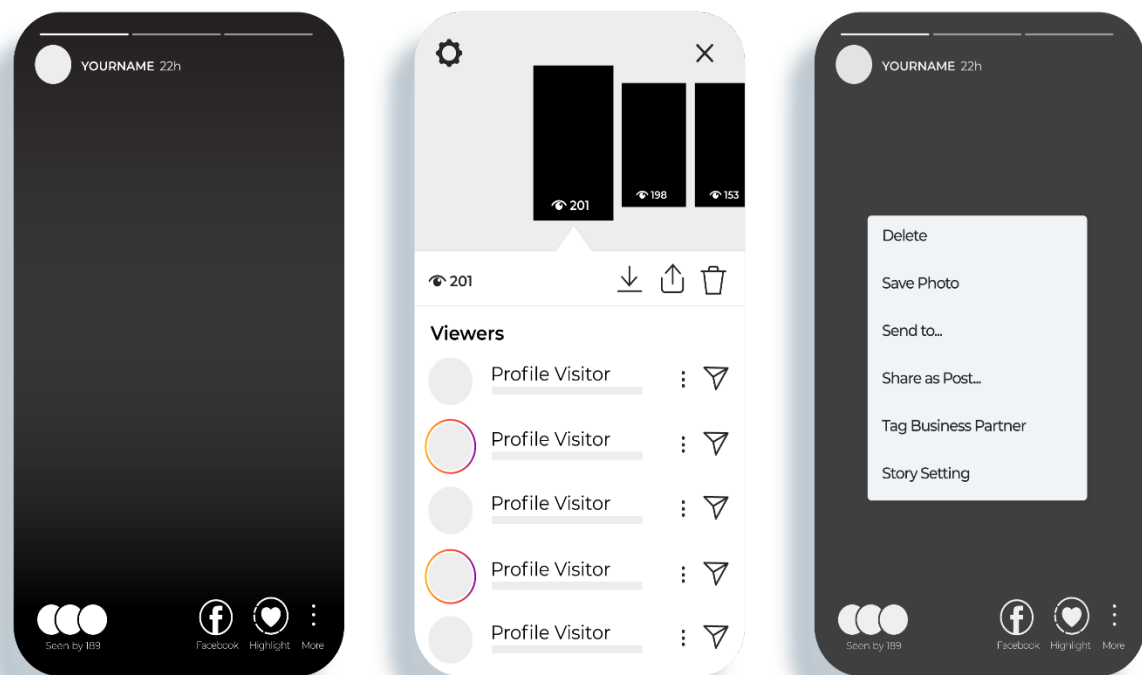 YOURNAME 22h
Seen by 189
Facebook
Highlight
More
201
198
153
201
Viewers
Profile Visitor
Profile Visitor
Profile Visitor
Profile Visitor
Profile Visitor
YOURNAME 22h
Delete
Save Photo
Send to...
Share as Post...
Tag Business Partner
Story Setting
Seen by 189
Facebook
Highlight
More